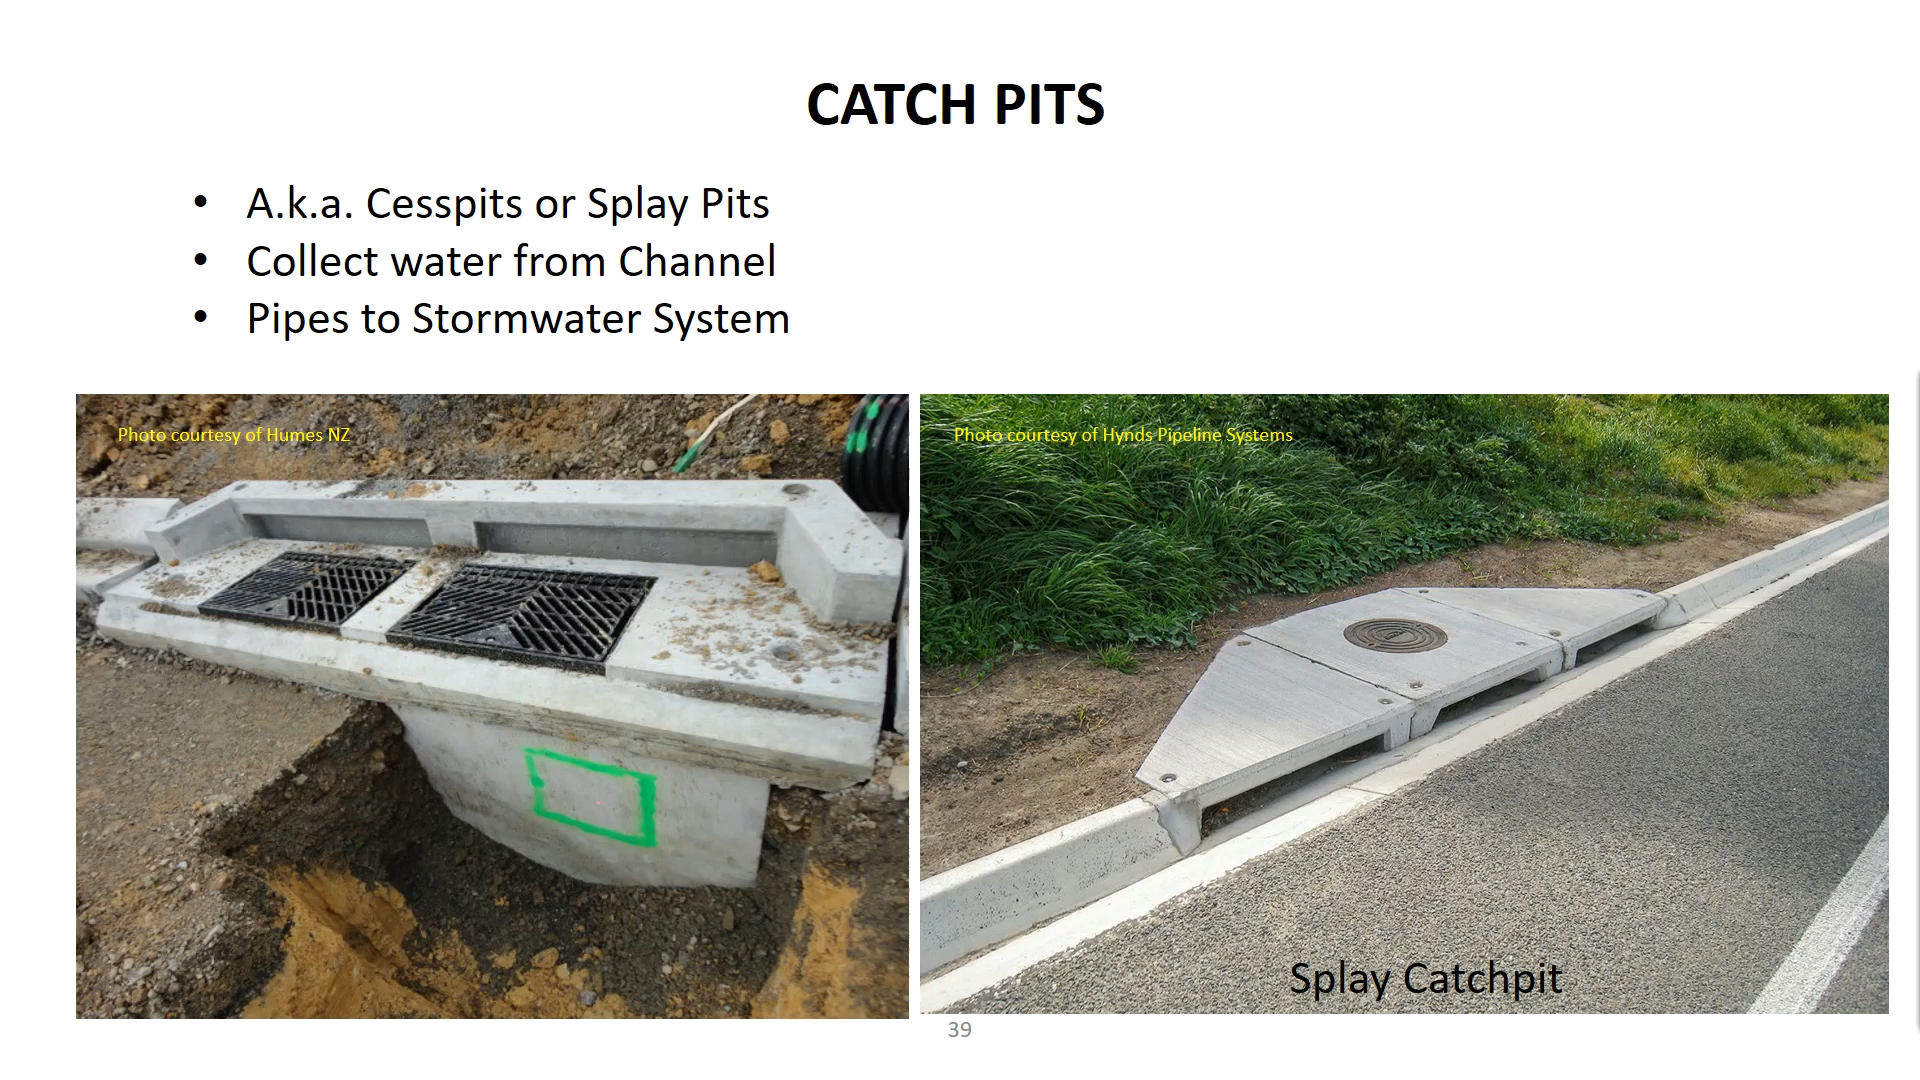 CATCH PITS
• A.k.a. Cesspits or Splay Pits
• Collect water from Channel
• Pipes to Stormwater System
Photo courtesy of Humes NZ
Photo courtesy of Hynds Pipeline Systems
Splay Catchpit
39